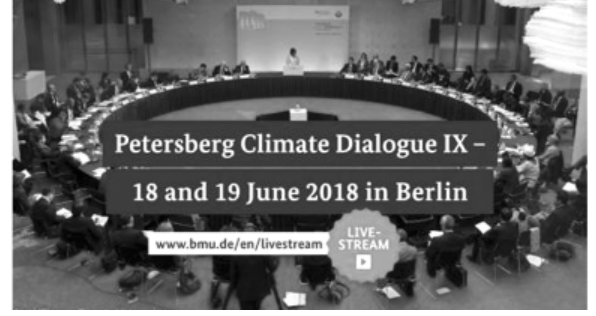 Petersberg Climate Dialogue IX –
18 and 19 June 2018 in Berlin
www.bmu.de/en/livestream
LIVE-
STREAM